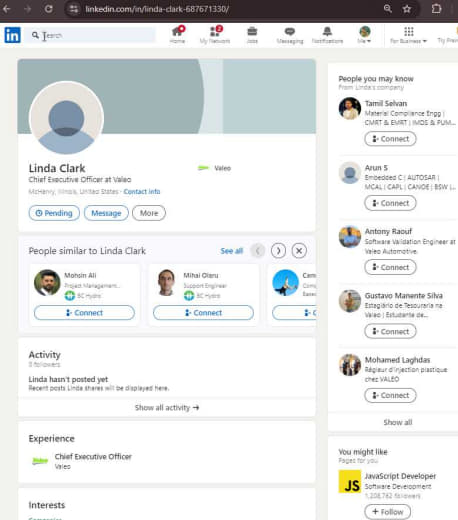 linkedin.com/in/linda-clark-687671330/
in
Search
Home
My Network
Jobs
Messaging
Notifications
Me
For Business
Linda Clark
Valeo
Chief Executive Officer at Valeo
McHenry, Illinois, United States · Contact info
Pending
Message
More
People similar to Linda Clark
See all
Mohsin Ali
Project Management...
BC Hydro
Connect
Mihai Olaru
Support Engineer
BC Hydro
Connect
Activity
0 followers
Linda hasn't posted yet
Recent posts Linda shares will be displayed here.
Show all activity →
Experience
Valeo
Chief Executive Officer
Valeo
Interests
People you may know
From Linda's company
Tamil Selvan
Material Compliance Engg |
CMRT & EMRT | IMDS & PUM...
Connect
Arun S
Embedded C | AUTOSAR |
MCAL | CAPL | CANOE | BSW |...
Connect
Antony Raouf
Software Validation Engineer at
Valeo Automotive.
Connect
Gustavo Manente Silva
Estagiário de Tesouraria na
Valeo | Estudante de...
Connect
Mohamed Laghdas
Régleur d'injection plastique
chez VALEO
Connect
Show all
You might like
Pages for you
JS
JavaScript Developer
Software Development
1,208,762 followers
+ Follow